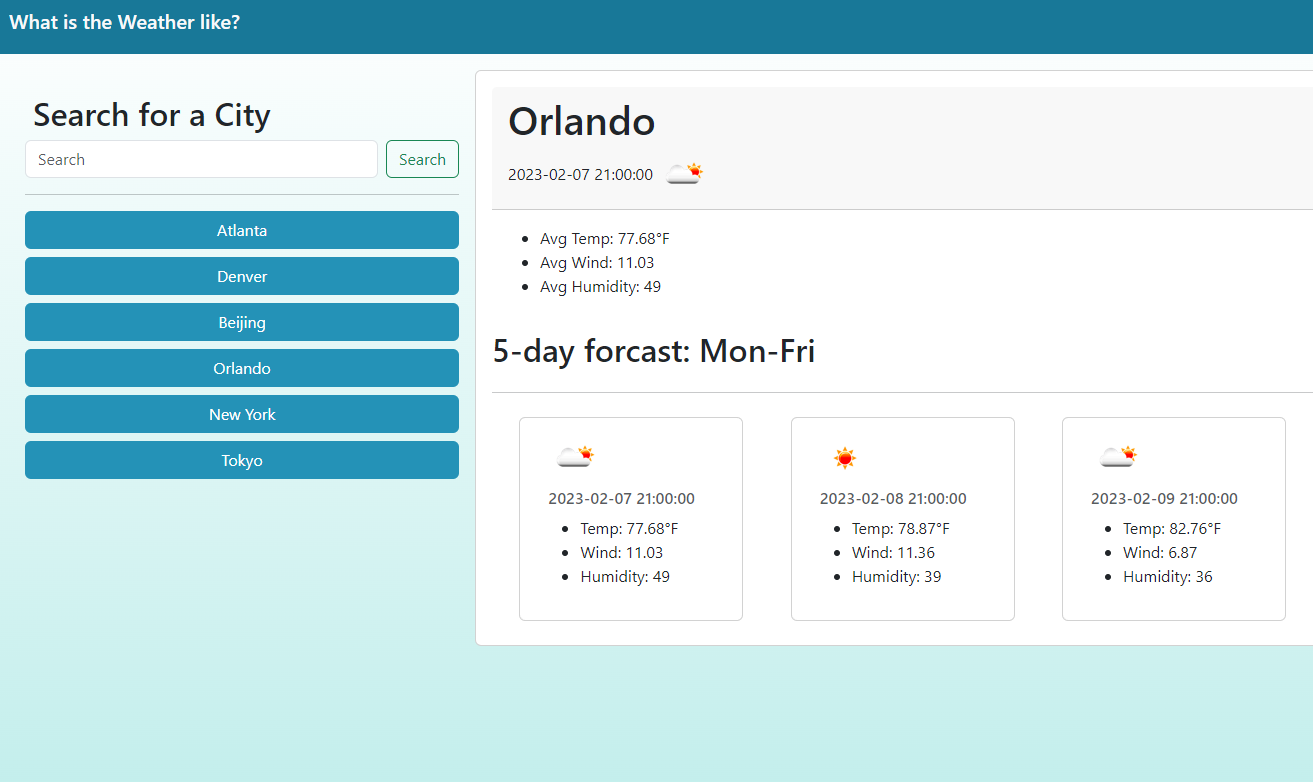 What is the Weather like?
Search for a City
Search Search
Atlanta
Denver
Beijing
Orlando
New York
Tokyo
Orlando
2023-02-07 21:00:00
Avg Temp: 77.68°F
Avg Wind: 11.03
Avg Humidity: 49
5-day forcast: Mon-Fri
2023-02-07 21:00:00
Temp: 77.68°F
Wind: 11.03
Humidity: 49
2023-02-08 21:00:00
Temp: 78.87°F
Wind: 11.36
Humidity: 39
2023-02-09 21:00:00
Temp: 82.76°F
Wind: 6.87
Humidity: 36